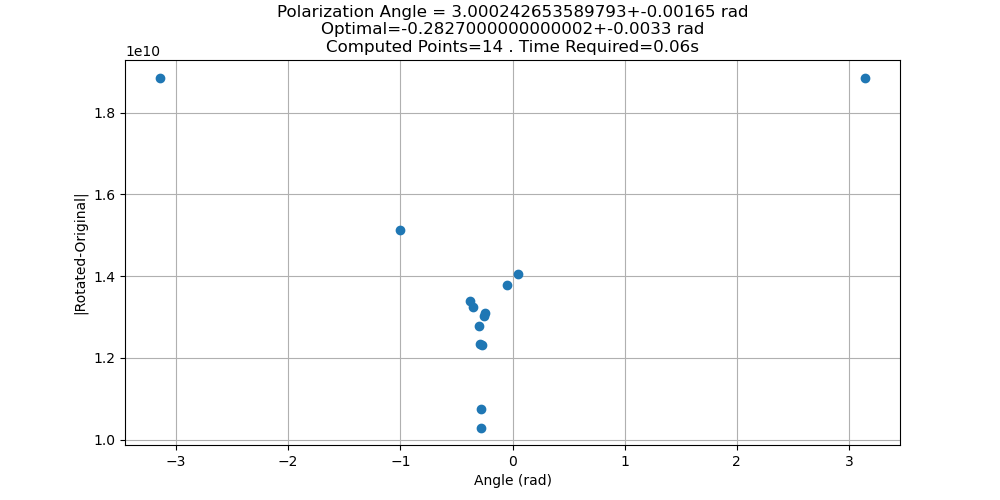 Polarization Angle = 3.000242653589793+-0.00165 rad
Optimal=-0.2827000000000002+-0.0033 rad
Computed Points=14 . Time Required=0.06s
1e10
1.8
1.6
1.4
1.2
1.0
|Rotated-Original|
−3
−2
−1
0
1
2
3
Angle (rad)